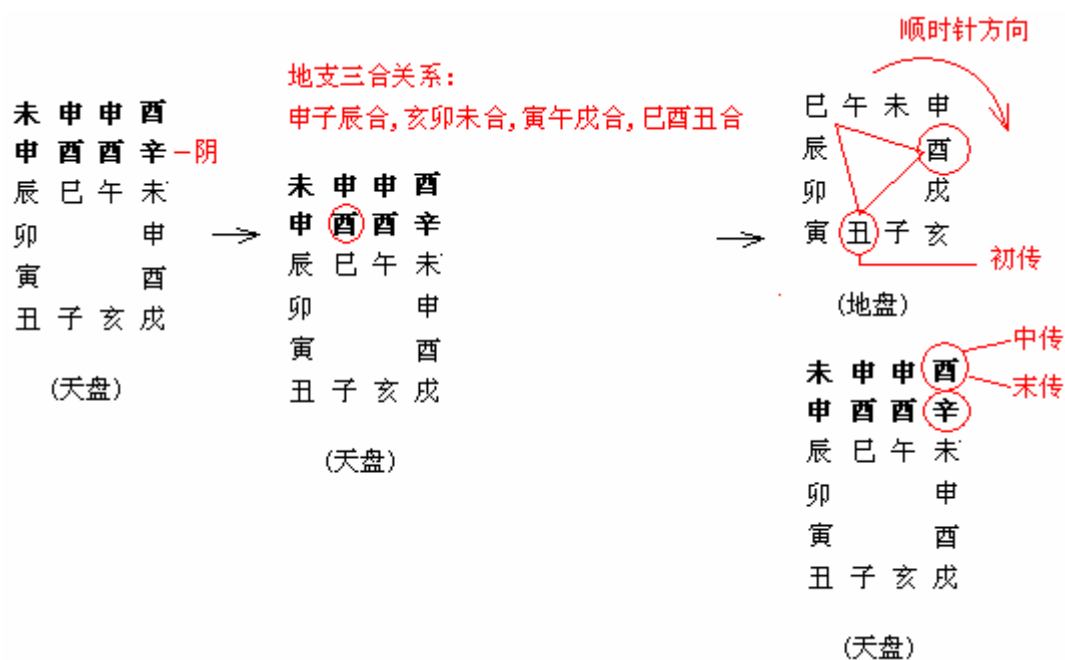 未 申 申 酉
申 酉 酉 辛 －阴
辰 巳 午 未
卯 申
寅 酉
丑 子 亥 戌
(天盘)
地支三合关系：
申子辰合，亥卯未合，寅午戌合，巳酉丑合
未 申 申 酉
申 酉 酉 辛
辰 巳 午 未
卯 申
寅 酉
丑 子 亥 戌
(天盘)
顺时针方向
巳 午 未 申
辰 酉
卯 戌
寅 丑 子 亥
初传
(地盘)
中传
未 申 申 酉
末传
申 酉 酉 辛
辰 巳 午 未
卯 申
寅 酉
丑 子 亥 戌
(天盘)